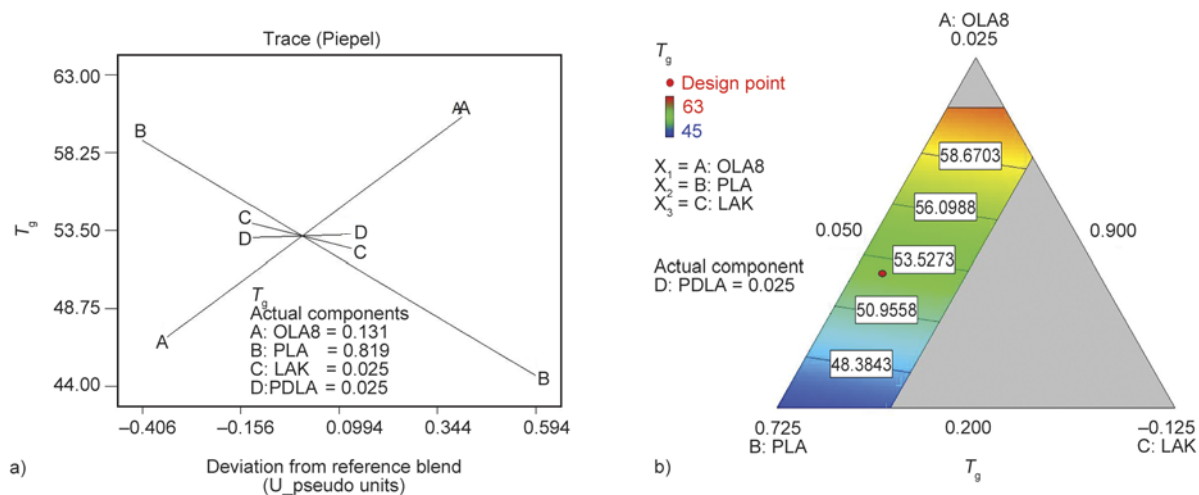 Trace (Piepel)
63.00
58.25
53.50
48.75
44.00
Tg
B
A
C
D
AA
D
C
B
Tg
Actual components
A: OLA8 = 0.131
B: PLA = 0.819
C: LAK = 0.025
D:PDLA = 0.025
–0.406
–0.156
0.0994
0.344
0.594
Deviation from reference blend
(U_pseudo units)
a)
Tg
Design point
63
45
X1 = A: OLA8
X2 = B: PLA
X3 = C: LAK
Actual component
D: PDLA = 0.025
A: OLA8
0.025
58.6703
56.0988
53.5273
50.9558
48.3843
0.050
0.900
0.725
B: PLA
0.200
–0.125
C: LAK
Tg
b)